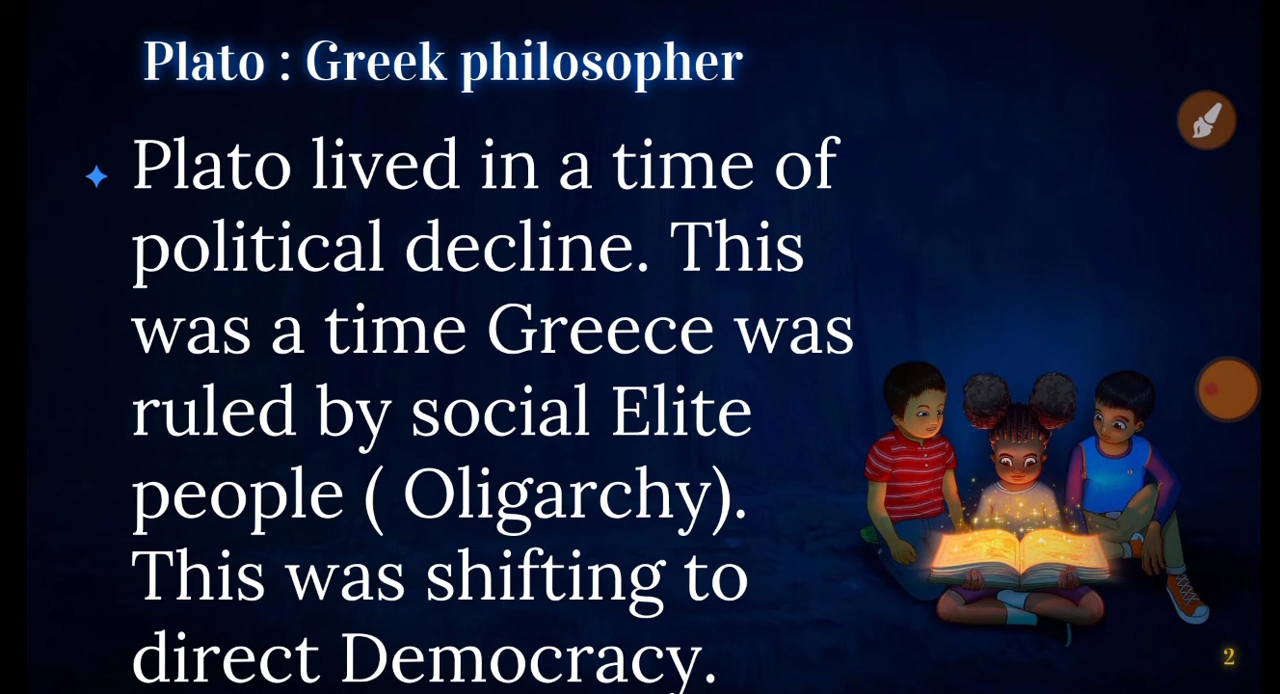 Plato : Greek philosopher
Plato lived in a time of
political decline. This
was a time Greece was
ruled by social Elite
people ( Oligarchy).
This was shifting to
direct Democracy.
2